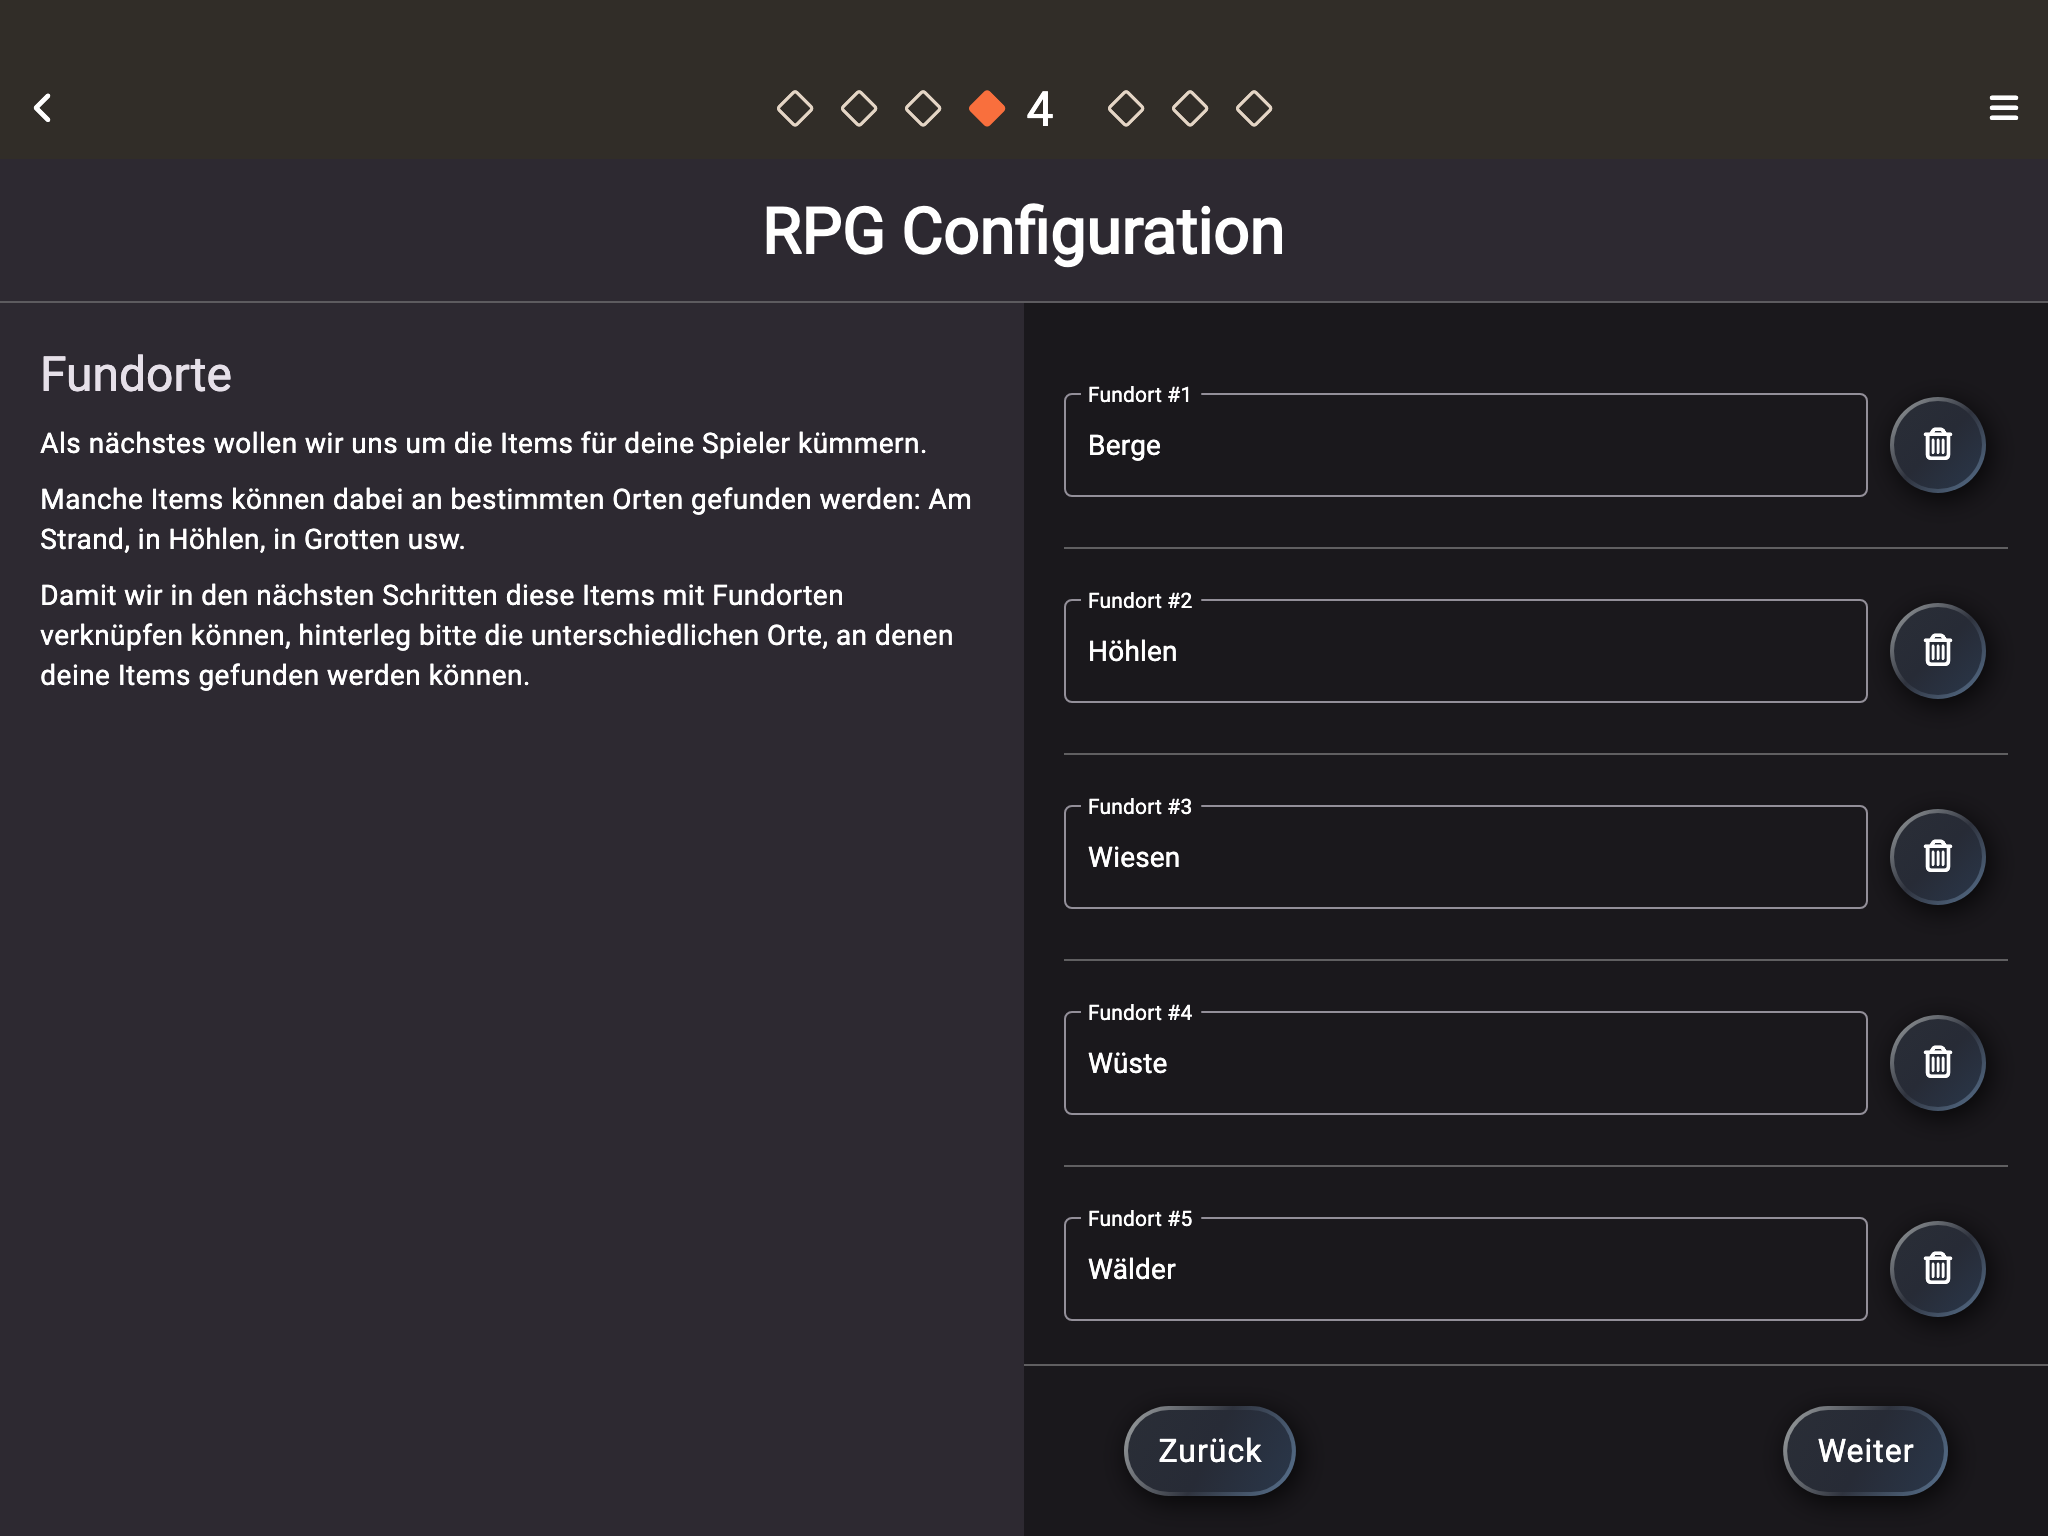 4
RPG Configuration
Fundorte
Als nächstes wollen wir uns um die Items für deine Spieler kümmern.
Manche Items können dabei an bestimmten Orten gefunden werden: Am
Strand, in Höhlen, in Grotten usw.
Damit wir in den nächsten Schritten diese Items mit Fundorten
verknüpfen können, hinterleg bitte die unterschiedlichen Orte, an denen
deine Items gefunden werden können.
Fundort #1
Berge
Fundort #2
Höhlen
Fundort #3
Wiesen
Fundort #4
Wüste
Fundort #5
Wälder
Zurück
Weiter